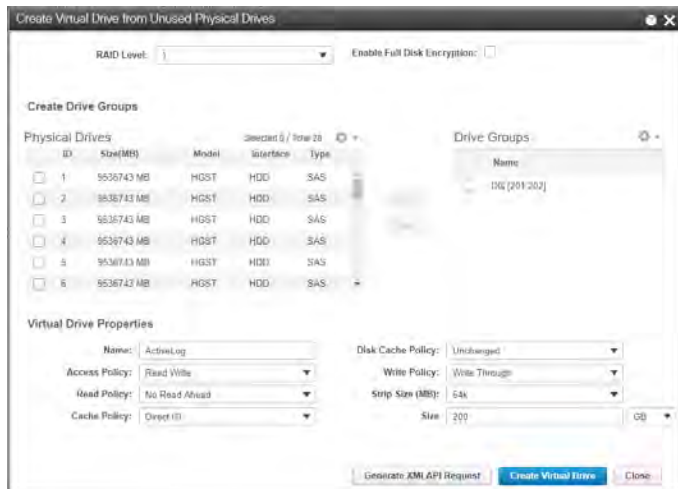 Create Virtual Drive from Unused Physical Drives
RAID Level: 1
Enable Full Disk Encryption:
Create Drive Groups
Physical Drives
Selected 0 / Total 28
Drive Groups
ID Size(MB) Model Interface Type
Name
1 9536743 MB HGST HDD SAS
DG [201.202]
2 9536743 MB HGST HDD SAS
3 9536743 MB HGST HDD SAS
4 9536743 MB HGST HDD SAS
5 9536743 MB HGST HDD SAS
6 9536743 MB HGST HDD SAS
Virtual Drive Properties
Name: ActiveLog
Disk Cache Policy: Unchanged
Access Policy: Read Write
Write Policy: Write Through
Read Policy: No Read Ahead
Strip Size (MB): 64k
Cache Policy: Direct IO
Size 200 GB
Generate XML API Request
Create Virtual Drive
Close